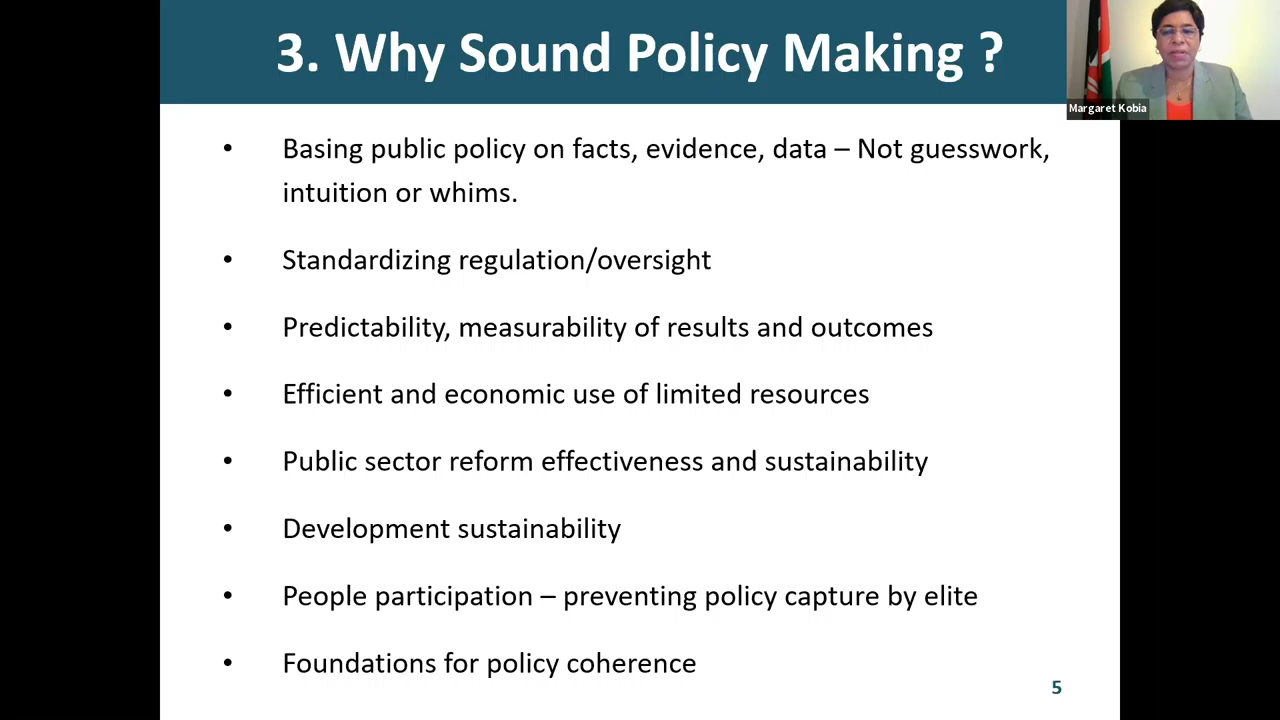 3. Why Sound Policy Making ?
Margaret Kobia
• Basing public policy on facts, evidence, data – Not guesswork,
intuition or whims.
• Standardizing regulation/oversight
• Predictability, measurability of results and outcomes
• Efficient and economic use of limited resources
• Public sector reform effectiveness and sustainability
• Development sustainability
• People participation – preventing policy capture by elite
• Foundations for policy coherence
5